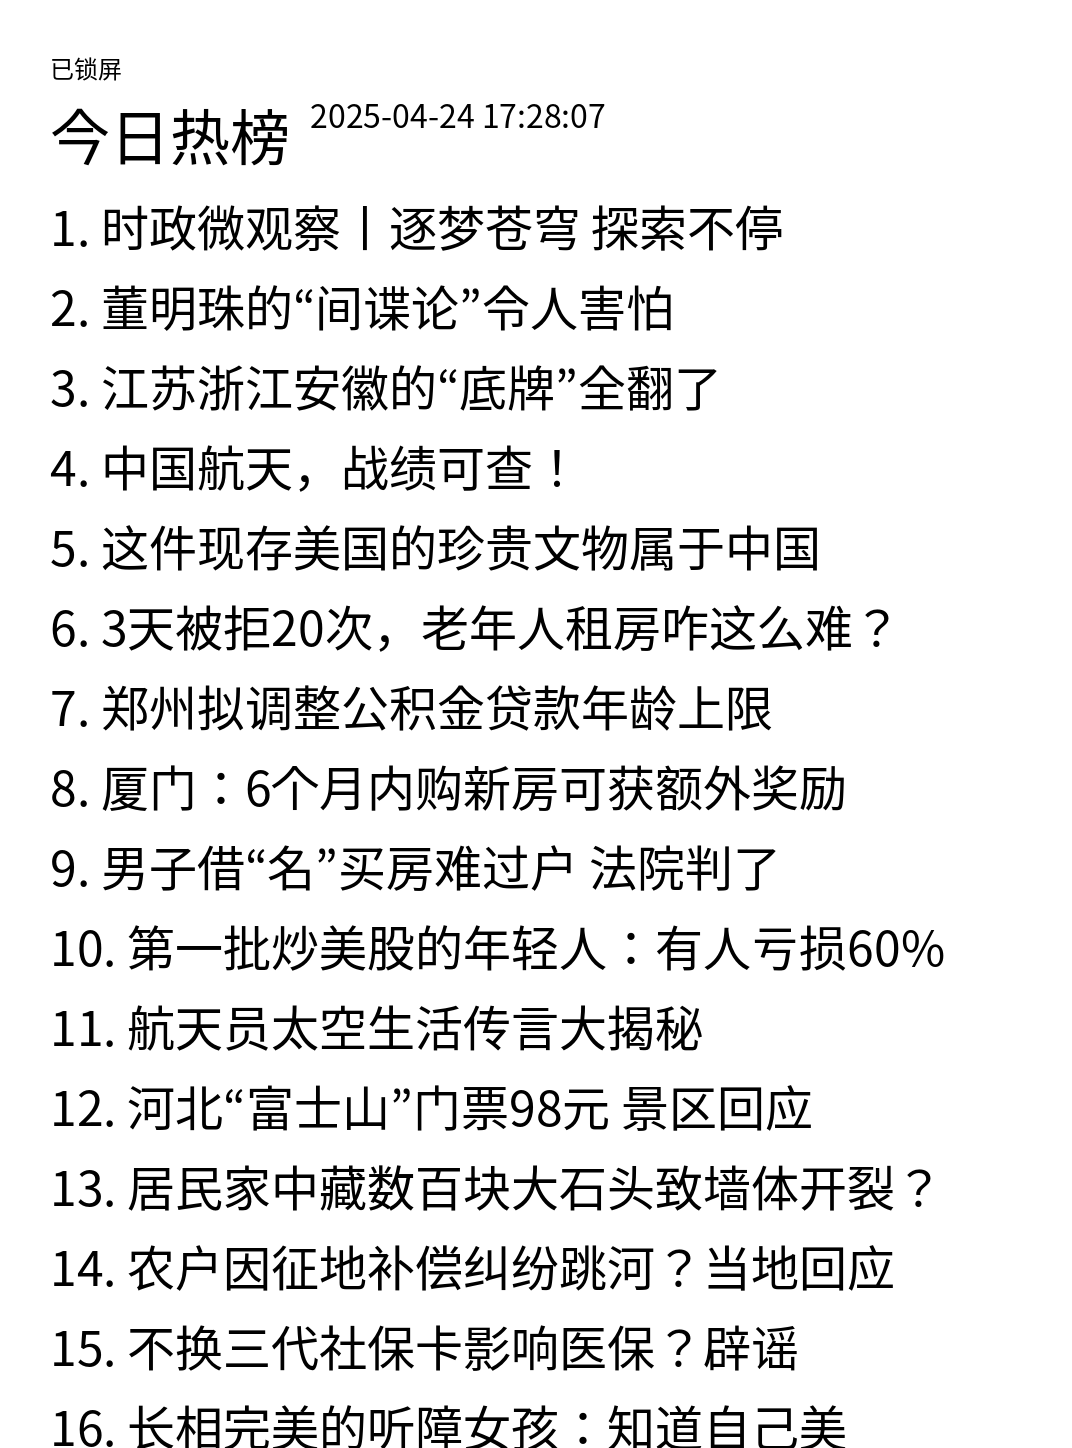 已锁屏
今日热榜 2025-04-24 17:28:07
1. 时政微观察丨逐梦苍穹 探索不停
2. 董明珠的“间谍论”令人害怕
3. 江苏浙江安徽的“底牌”全翻了
4. 中国航天，战绩可查！
5. 这件现存美国的珍贵文物属于中国
6. 3天被拒20次，老年人租房咋这么难？
7. 郑州拟调整公积金贷款年龄上限
8. 厦门：6个月内购新房可获额外奖励
9. 男子借“名”买房难过户 法院判了
10. 第一批炒美股的年轻人：有人亏损60%
11. 航天员太空生活传言大揭秘
12. 河北“富士山”门票98元 景区回应
13. 居民家中藏数百块大石头致墙体开裂？
14. 农户因征地补偿纠纷跳河？当地回应
15. 不换三代社保卡影响医保？辟谣
16. 长相完美的听障女孩：知道自己美